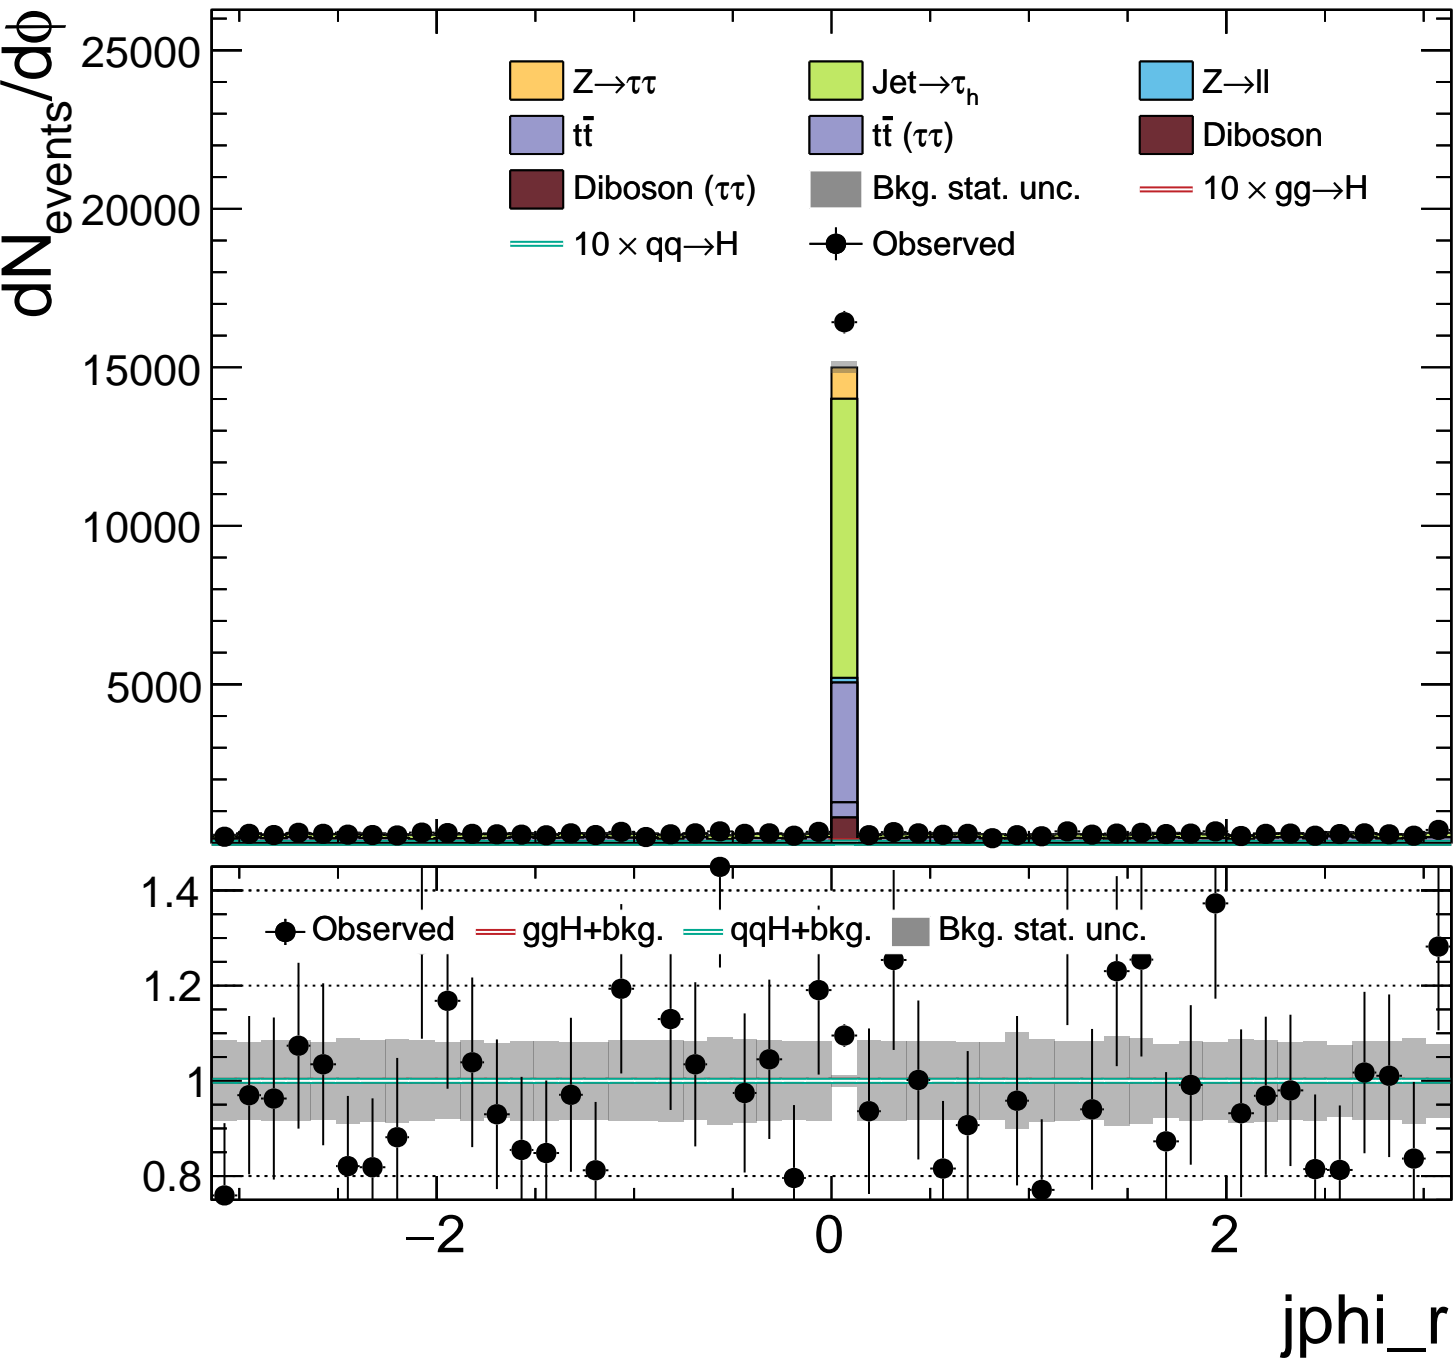 dN_events/dϕ
25000
20000
15000
10000
5000
Z→ττ Jet→τ_h Z→ll
tt̄ tt̄ (ττ) Diboson
Diboson (ττ) Bkg. stat. unc. 10 × gg→H
10 × qq→H Observed
1.4
1.2
1
0.8
Observed ggH+bkg. qqH+bkg. Bkg. stat. unc.
−2 0 2
jphi_r